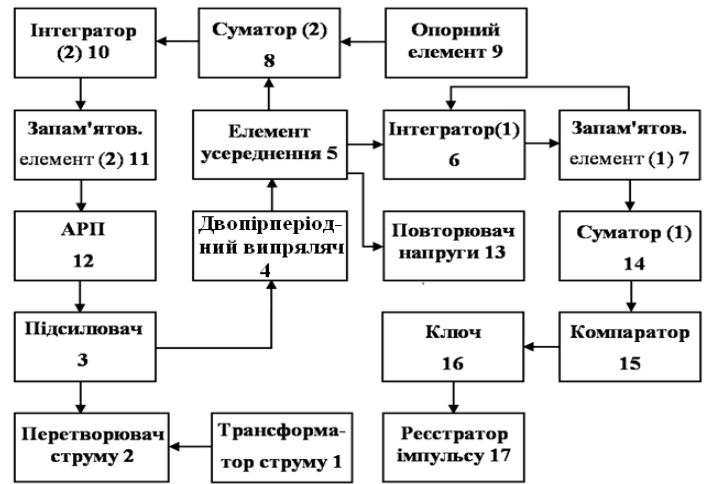 Інтегратор
(2) 10
Суматор (2)
8
Опорний
елемент 9
Запам'ятов.
елемент (2) 11
Елемент
усереднення 5
Інтегратор(1)
6
Запам'ятов.
елемент (1) 7
АРП
12
Двопірперіод-
ний випряляч
4
Повторювач
напруги 13
Суматор (1)
14
Підсилювач
3
Ключ
16
Компаратор
15
Перетворювач
струму 2
Трансформа-
тор струму 1
Реєстратор
імпульсу 17